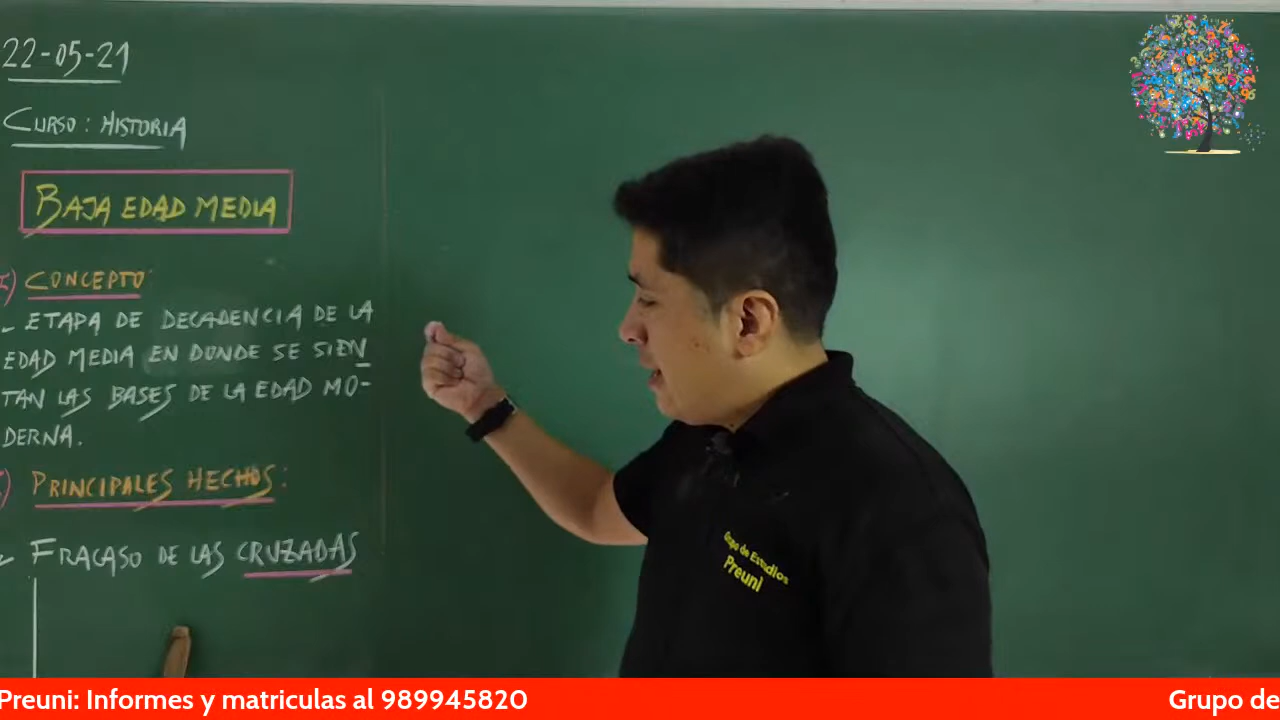 22-05-21
CURSO: HISTORIA
BAJA EDAD MEDIA
I) CONCEPTO:
- ETAPA DE DECADENCIA DE LA
EDAD MEDIA EN DONDE SE SIEN
TAN LAS BASES DE LA EDAD MO-
DERNA.
PRINCIPALES HECHOS:
- FRACASO DE LAS CRUZADAS
Grupo de Estudios
Preuni
Preuni: Informes y matriculas al 989945820
Grupo de